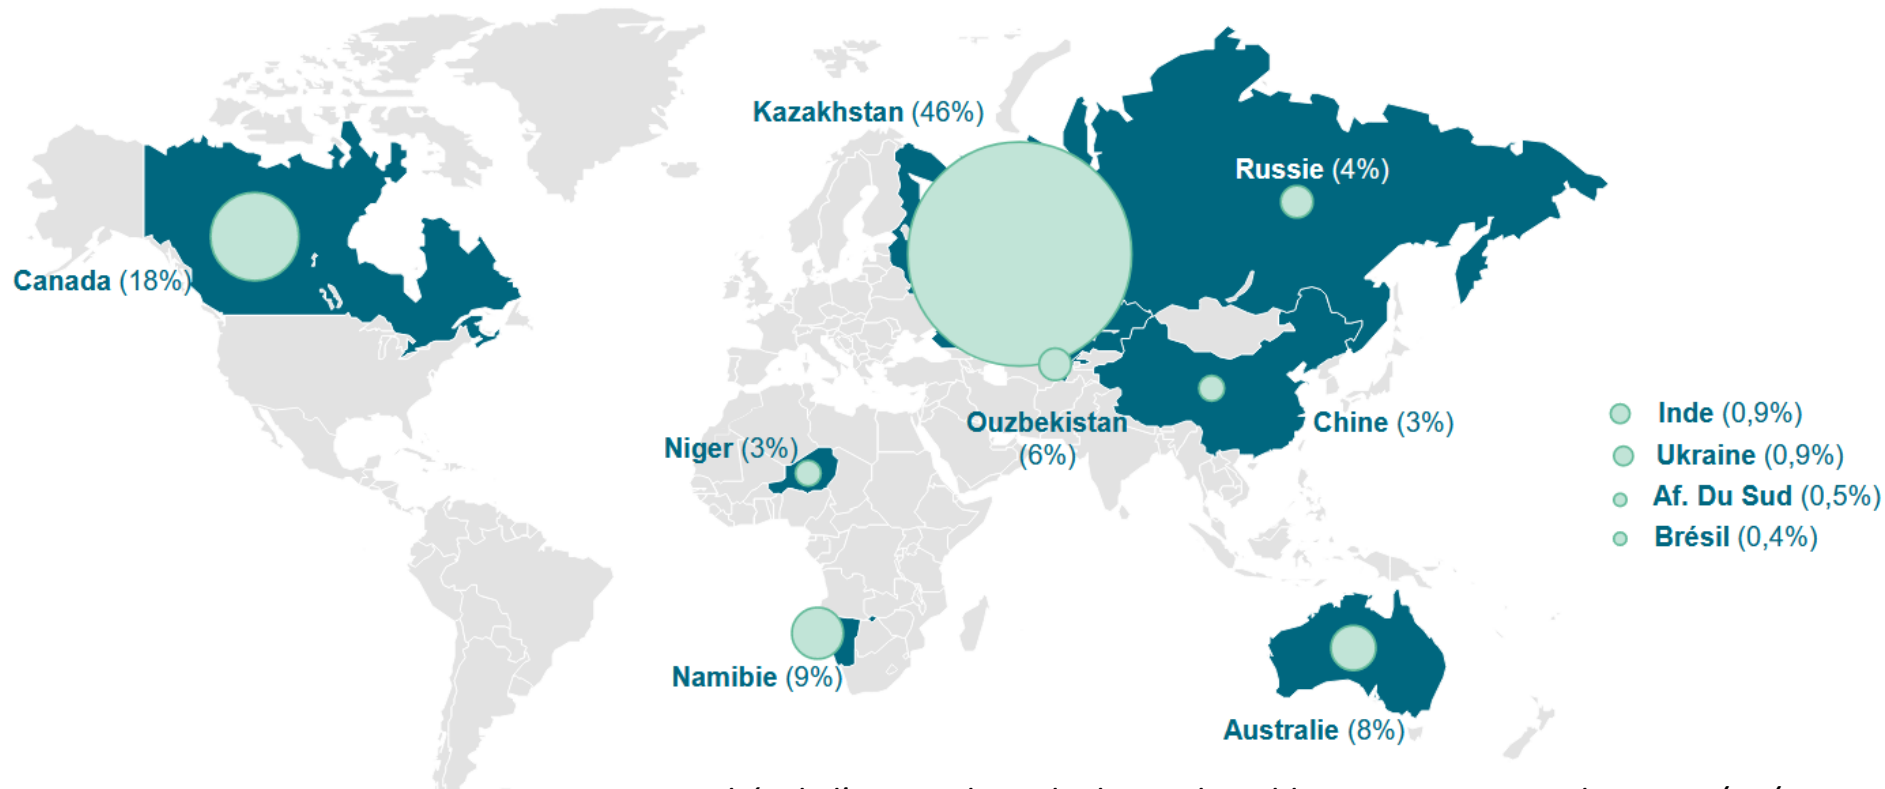 Kazakhstan (46%)
Russie (4%)
Canada (18%)
Ouzbekistan
(6%)
Chine (3%)
Niger (3%)
Namibie (9%)
Australie (8%)
Inde (0,9%)
Ukraine (0,9%)
Af. Du Sud (0,5%)
Brésil (0,4%)